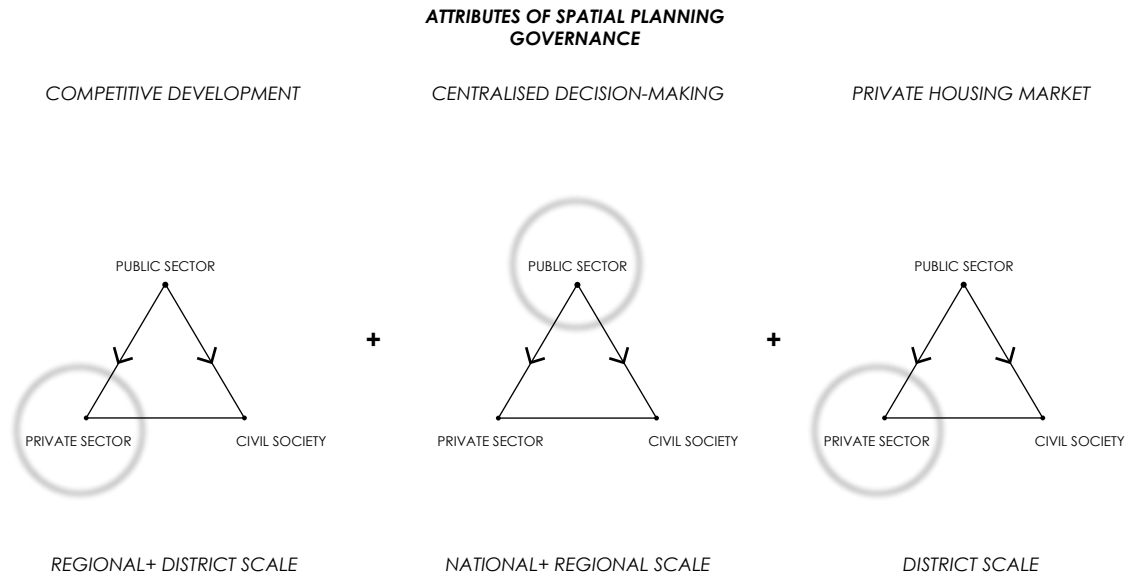 ATTRIBUTES OF SPATIAL PLANNING
GOVERNANCE
COMPETITIVE DEVELOPMENT
CENTRALISED DECISION-MAKING
PRIVATE HOUSING MARKET
PUBLIC SECTOR
PUBLIC SECTOR
PUBLIC SECTOR
+
+
PRIVATE SECTOR
CIVIL SOCIETY
PRIVATE SECTOR
CIVIL SOCIETY
PRIVATE SECTOR
CIVIL SOCIETY
REGIONAL+ DISTRICT SCALE
NATIONAL+ REGIONAL SCALE
DISTRICT SCALE